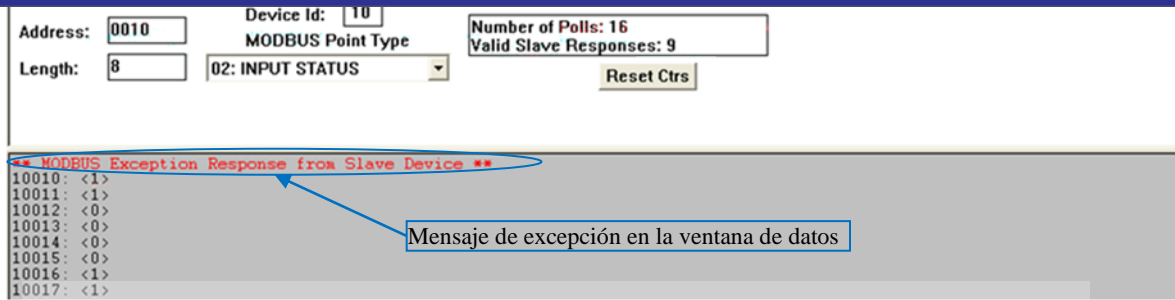 Device Id: 10
Address: 0010
MODBUS Point Type
Number of Polls: 16
Valid Slave Responses: 9
Length: 8
02: INPUT STATUS
Reset Ctrs
** MODBUS Exception Response from Slave Device **
10010: <1>
10011: <1>
10012: <0>
10013: <0>
10014: <0>
10015: <0>
10016: <1>
10017: <1>
Mensaje de excepción en la ventana de datos